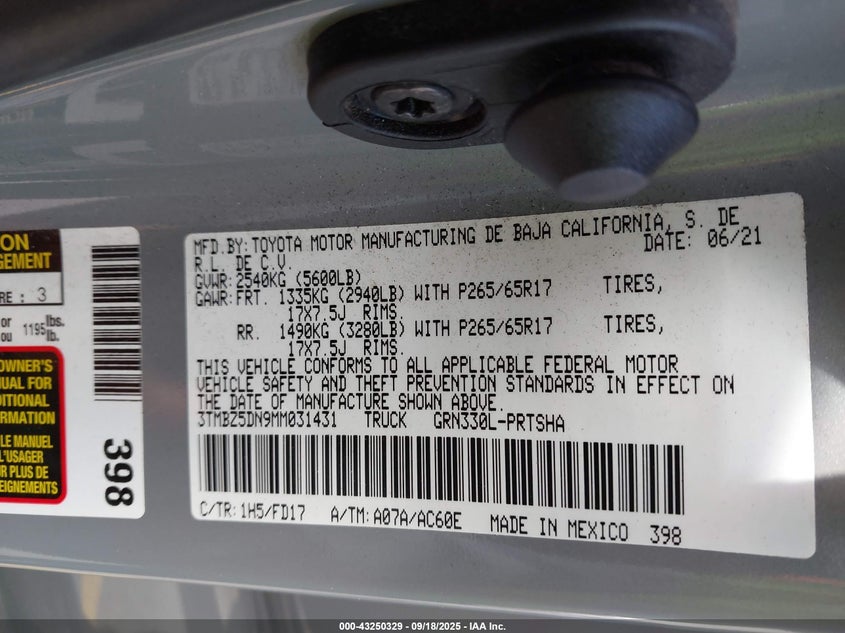 ON
GEMENT
RE : 3
or
ou 1195 lbs.
lb.
OWNER'S
UAL FOR
DITIONAL
RMATION
LE MANUEL
L'USAGER
R PLUS DE
EIGNEMENTS
398
MFD. BY: TOYOTA MOTOR MANUFACTURING DE BAJA CALIFORNIA, S. DE
R.L. DE C.V. DATE: 06/21
GVWR: 2540KG (5600LB)
GAWR: FRT. 1335KG (2940LB) WITH P265/65R17 TIRES,
17X7.5J RIMS.
RR. 1490KG (3280LB) WITH P265/65R17 TIRES,
17X7.5J RIMS.
THIS VEHICLE CONFORMS TO ALL APPLICABLE FEDERAL MOTOR
VEHICLE SAFETY AND THEFT PREVENTION STANDARDS IN EFFECT ON
THE DATE OF MANUFACTURE SHOWN ABOVE.
3TMBZ5DN9MM031431 TRUCK GRN330L-PRTSHA
C/TR: 1H5/FD17 A/TM: A07A/AC60E MADE IN MEXICO 398
000-43250329 - 09/18/2025 - IAA Inc.